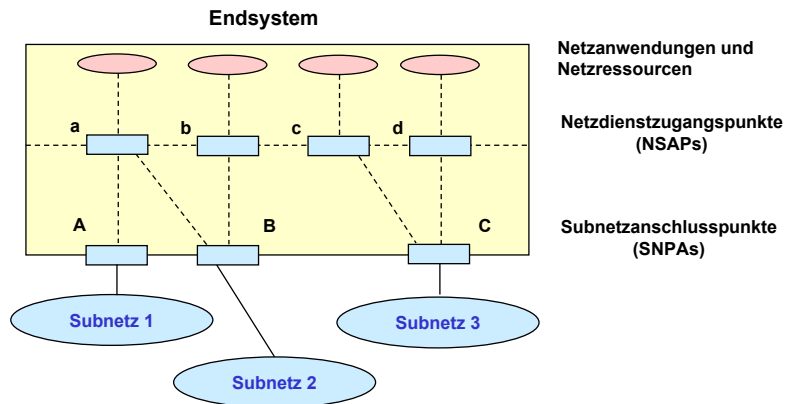 Endsystem
Netzanwendungen und
Netzressourcen
a
b
c
d
Netzdienstzugangspunkte
(NSAPs)
A
B
C
Subnetzanschlusspunkte
(SNPAs)
Subnetz 1
Subnetz 3
Subnetz 2